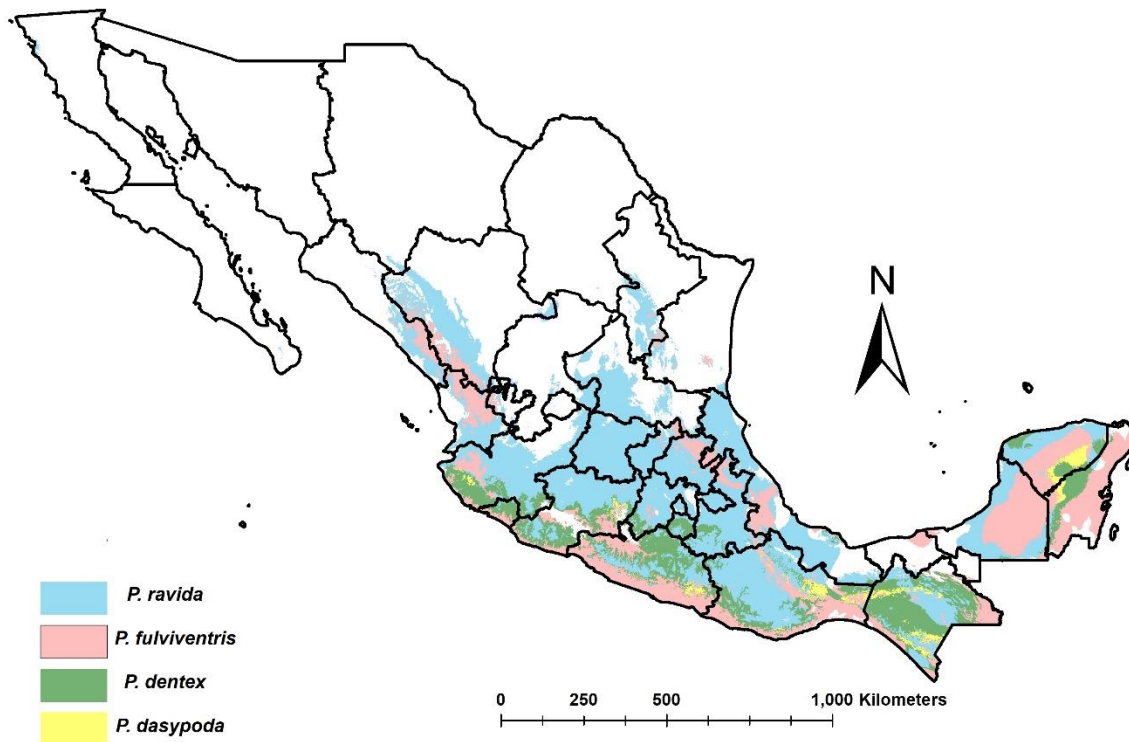 N
P. ravida
P. fulviventris
P. dentex
P. dasypoda
0 250 500 1,000 Kilometers